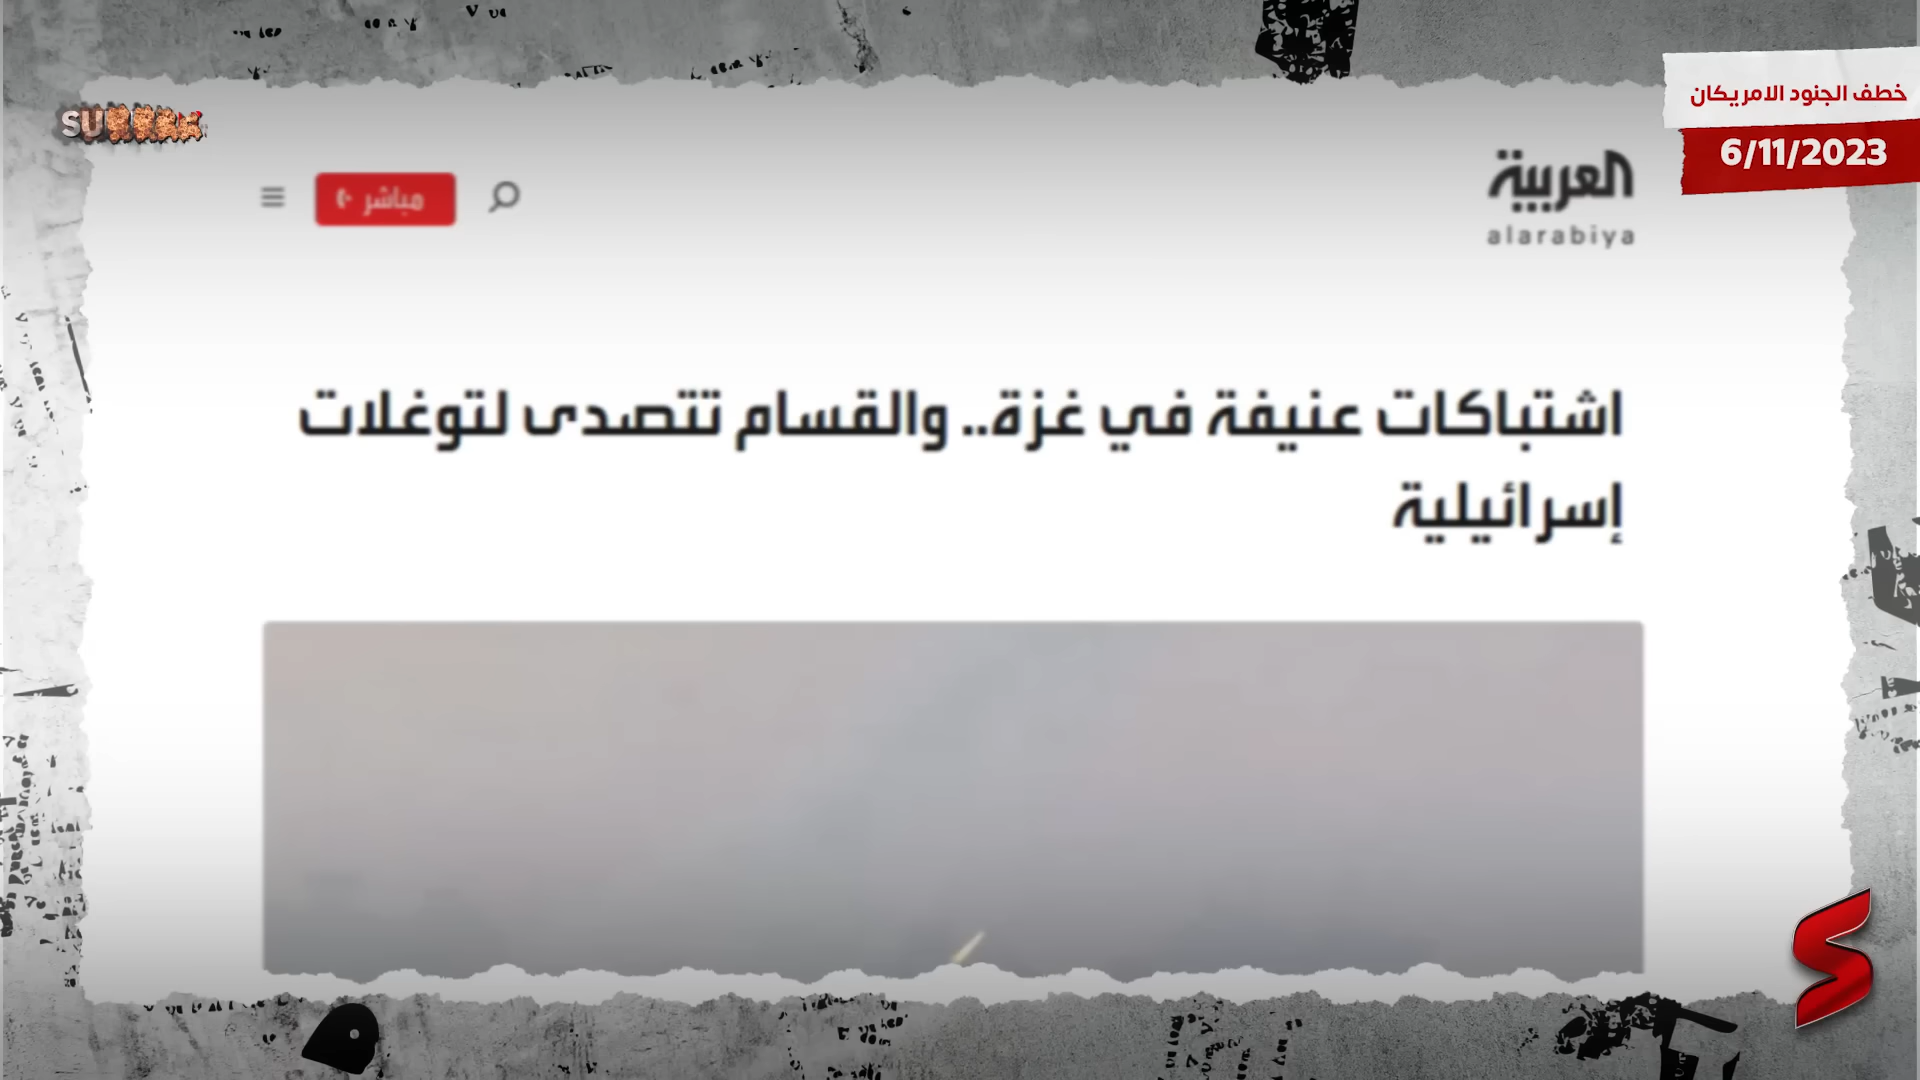 خطف الجنود الامريكان
6/11/2023
العربية
alarabiya
مباشر
اشتباكات عنيفة في غزة.. والقسام تتصدى لتوغلات
إسرائيلية